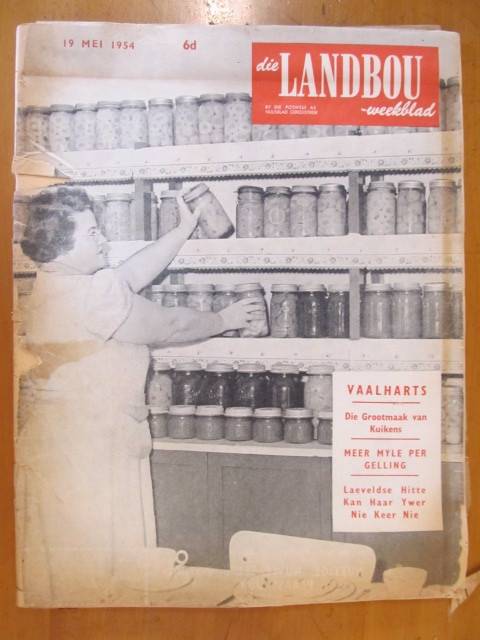 19 MEI 1954 6d
die
LANDBOU
-weekblad
VAALHARTS
Die Grootmaak van
Kuikens
MEER MYLE PER
GELLING
Laeveldse Hitte
Kan Haar Ywer
Nie Keer Nie